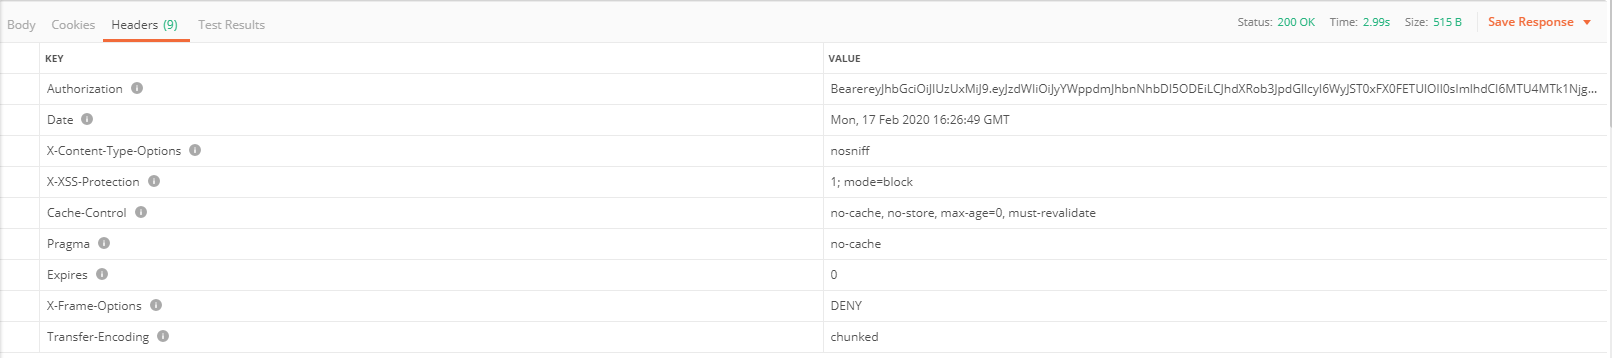 Body Cookies Headers (9) Test Results Status: 200 OK Time: 2.99s Size: 515 B Save Response
KEY VALUE
Authorization BearereyJhbGciOiJIUzUxMiJ9.eyJzdWIiOiJyYWppdmJhbnNhbDI5ODEiLCJhdXRob3JpdGllcyI6WyJST0xFX0FETUlOIl0sImlhdCI6MTU4MTk1Njg...
Date Mon, 17 Feb 2020 16:26:49 GMT
X-Content-Type-Options nosniff
X-XSS-Protection 1; mode=block
Cache-Control no-cache, no-store, max-age=0, must-revalidate
Pragma no-cache
Expires 0
X-Frame-Options DENY
Transfer-Encoding chunked